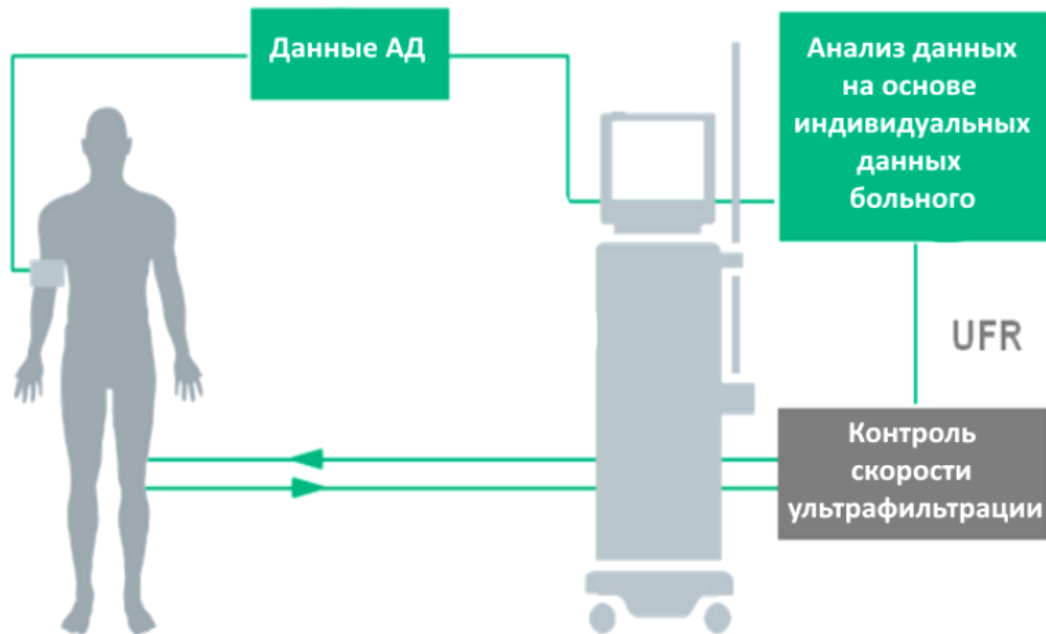 Данные АД
Анализ данных
на основе
индивидуальных
данных
больного
UFR
Контроль
скорости
ультрафильтрации